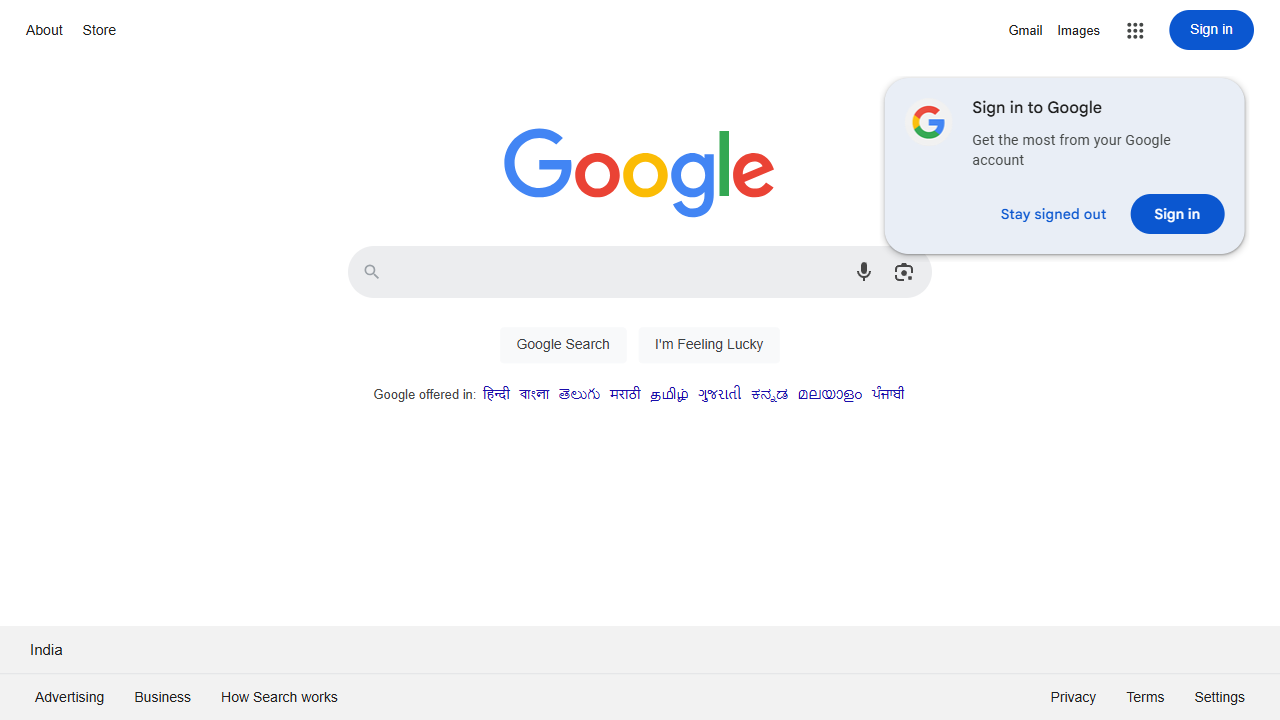 About Store
Gmail Images Sign in
Sign in to Google
Get the most from your Google
account
Stay signed out Sign in
Google
Google Search I'm Feeling Lucky
Google offered in: हिन्दी বাংলা తెలుగు मराठी தமிழ் ગુજરાતી ಕನ್ನಡ മലയാളം ਪੰਜਾਬੀ
India
Advertising Business How Search works
Privacy Terms Settings